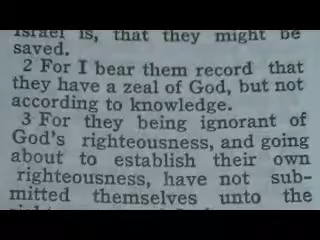 Israel is, that they might be
saved.
2 For I bear them record that
they have a zeal of God, but not
according to knowledge.
3 For they being ignorant of
God's righteousness, and going
about to establish their own
righteousness, have not sub-
mitted themselves unto the